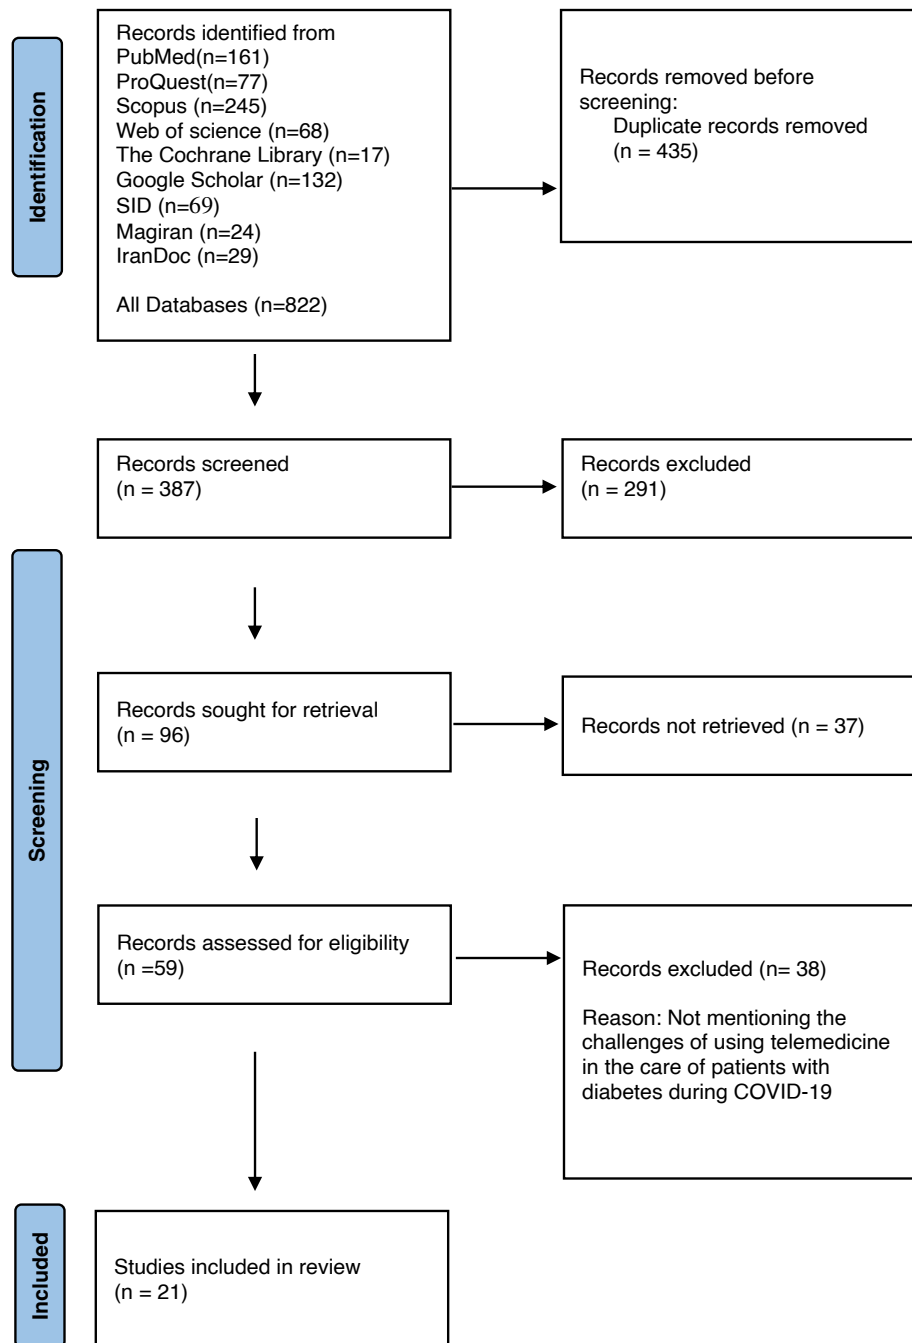 Identification
Records identified from
PubMed(n=161)
ProQuest(n=77)
Scopus (n=245)
Web of science (n=68)
The Cochrane Library (n=17)
Google Scholar (n=132)
SID (n=69)
Magiran (n=24)
IranDoc (n=29)
All Databases (n=822)
Records removed before
screening:
Duplicate records removed
(n = 435)
Records screened
(n = 387)
Records excluded
(n = 291)
Screening
Records sought for retrieval
(n = 96)
Records not retrieved (n = 37)
Records assessed for eligibility
(n =59)
Records excluded (n= 38)
Reason: Not mentioning the
challenges of using telemedicine
in the care of patients with
diabetes during COVID-19
Included
Studies included in review
(n = 21)